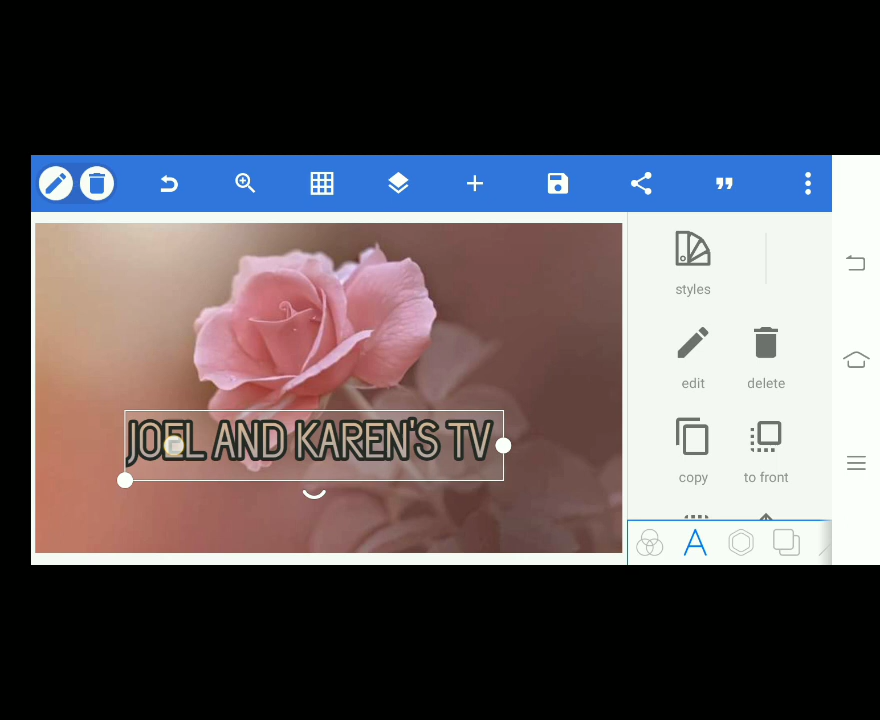 styles
edit
delete
JOEL AND KAREN'S TV
copy
to front